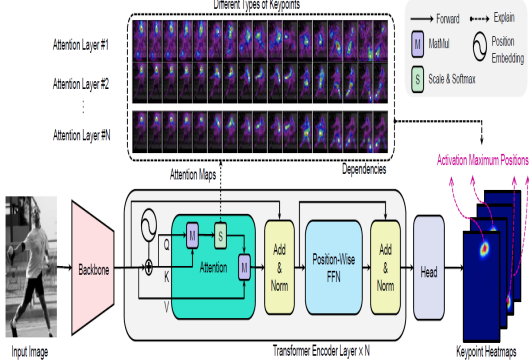 Different Types of Keypoints
Forward
Explain
M
MatMul
Position
Embedding
S
Scale & Softmax
Attention Layer #1
Attention Layer #2
Attention Layer #N
Dependencies
Attention Maps
Activation Maximum Positions
Input Image
Backbone
Q
K
V
M
S
M
Attention
Add
&
Norm
Position-Wise
FFN
Add
&
Norm
Head
Transformer Encoder Layer × N
Keypoint Heatmaps